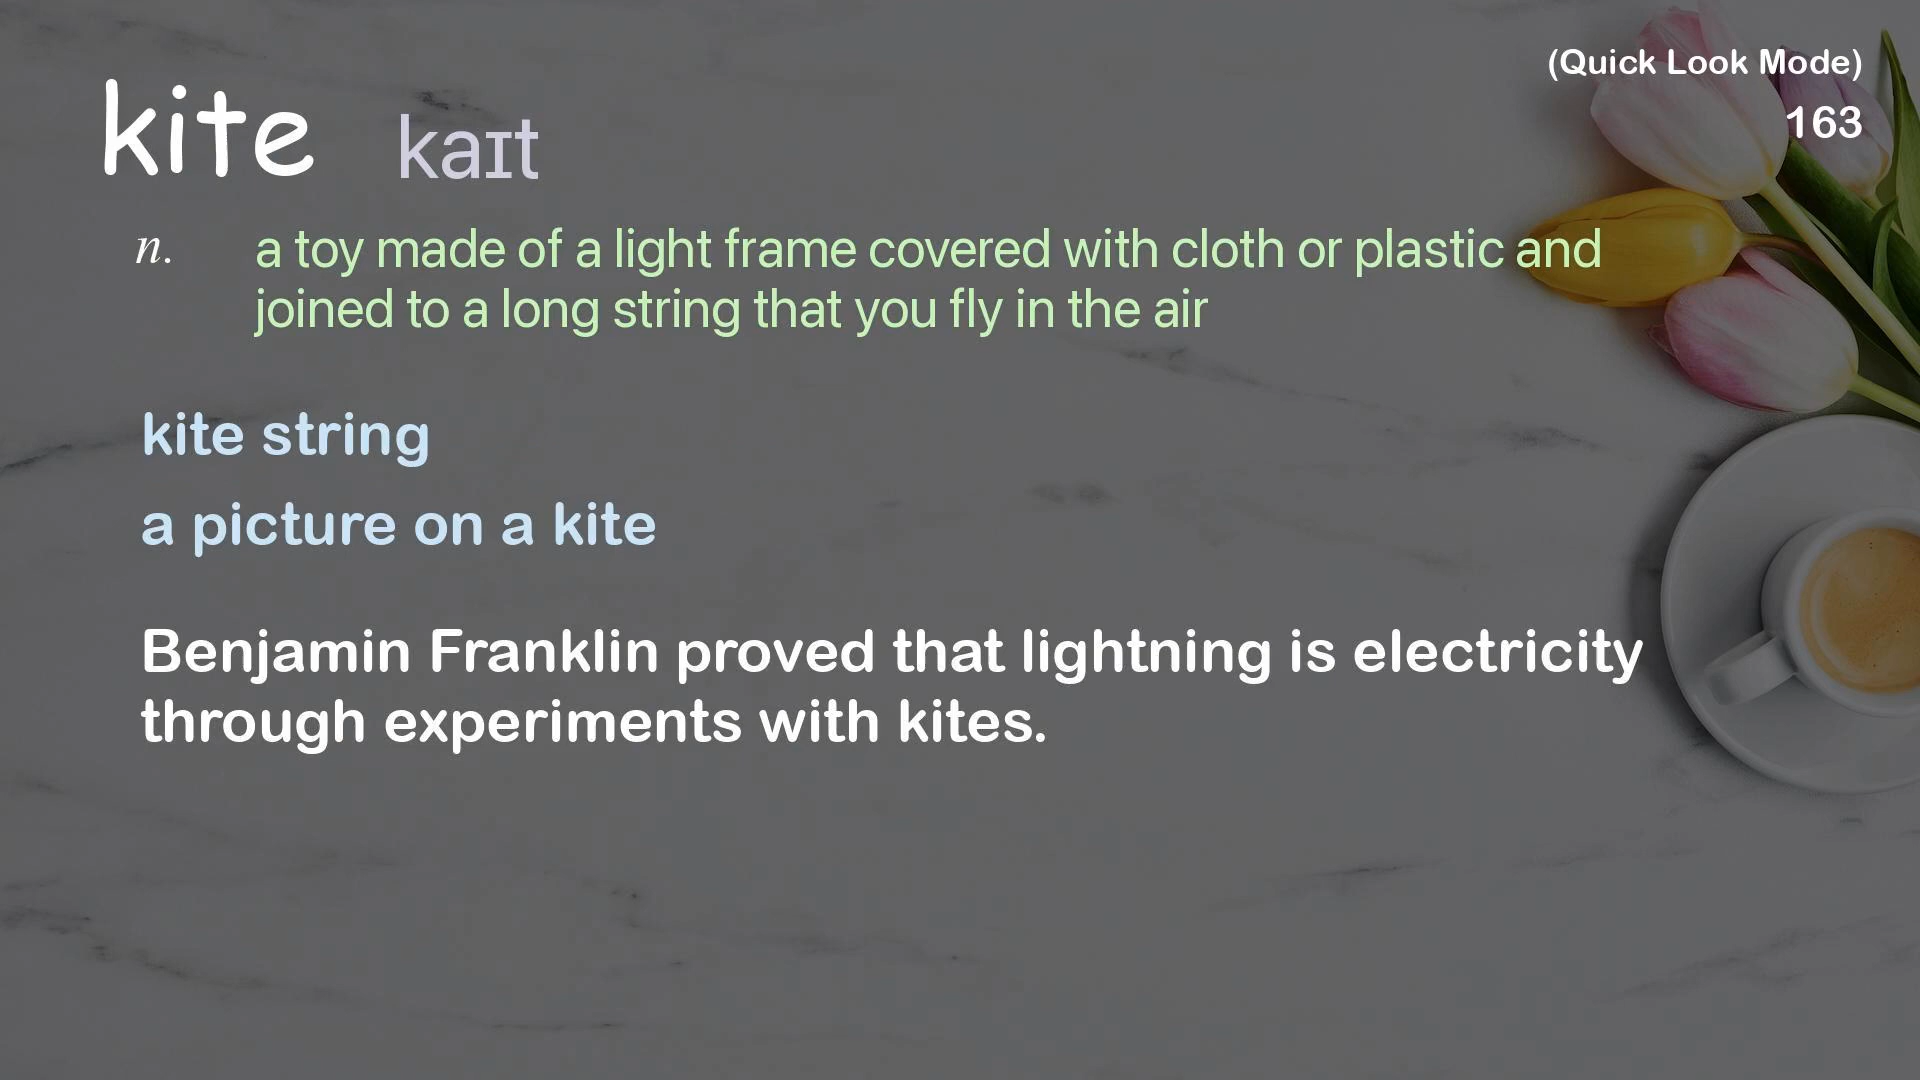 (Quick Look Mode)
163
kite kaɪt
n. a toy made of a light frame covered with cloth or plastic and
joined to a long string that you fly in the air
kite string
a picture on a kite
Benjamin Franklin proved that lightning is electricity
through experiments with kites.